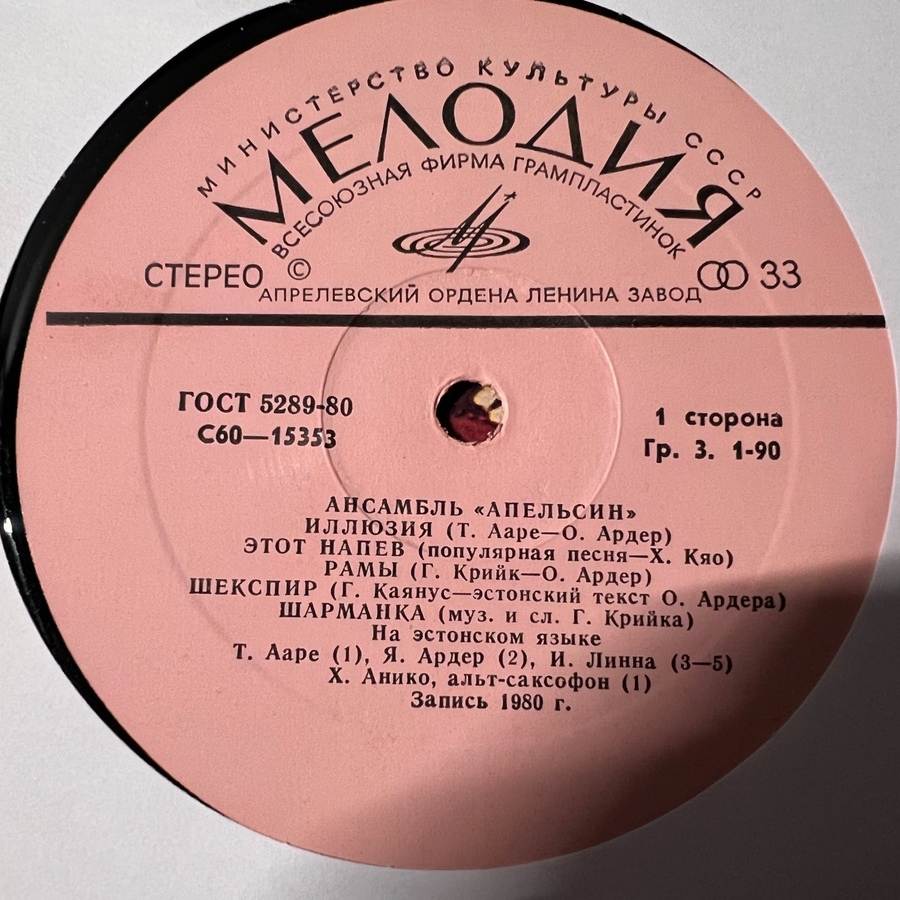 МИНИСТЕРСТВО КУЛЬТУРЫ СССР
МЕЛОДИЯ
ВСЕСОЮЗНАЯ ФИРМА ГРАМПЛАСТИНОК
СТЕРЕО © 33
АПРЕЛЕВСКИЙ ОРДЕНА ЛЕНИНА ЗАВОД
ГОСТ 5289-80
С60—15353
1 сторона
Гр. 3. 1-90
АНСАМБЛЬ «АПЕЛЬСИН»
ИЛЛЮЗИЯ (Т. Ааре—О. Ардер)
ЭТОТ НАПЕВ (популярная песня—Х. Кяо)
РАМЫ (Г. Крийк—О. Ардер)
ШЕКСПИР (Г. Каянус—эстонский текст О. Ардера)
ШАРМАНКА (муз. и сл. Г. Крийка)
На эстонском языке
Т. Ааре (1), Я. Ардер (2), И. Линна (3—5)
Х. Анико, альт-саксофон (1)
Запись 1980 г.